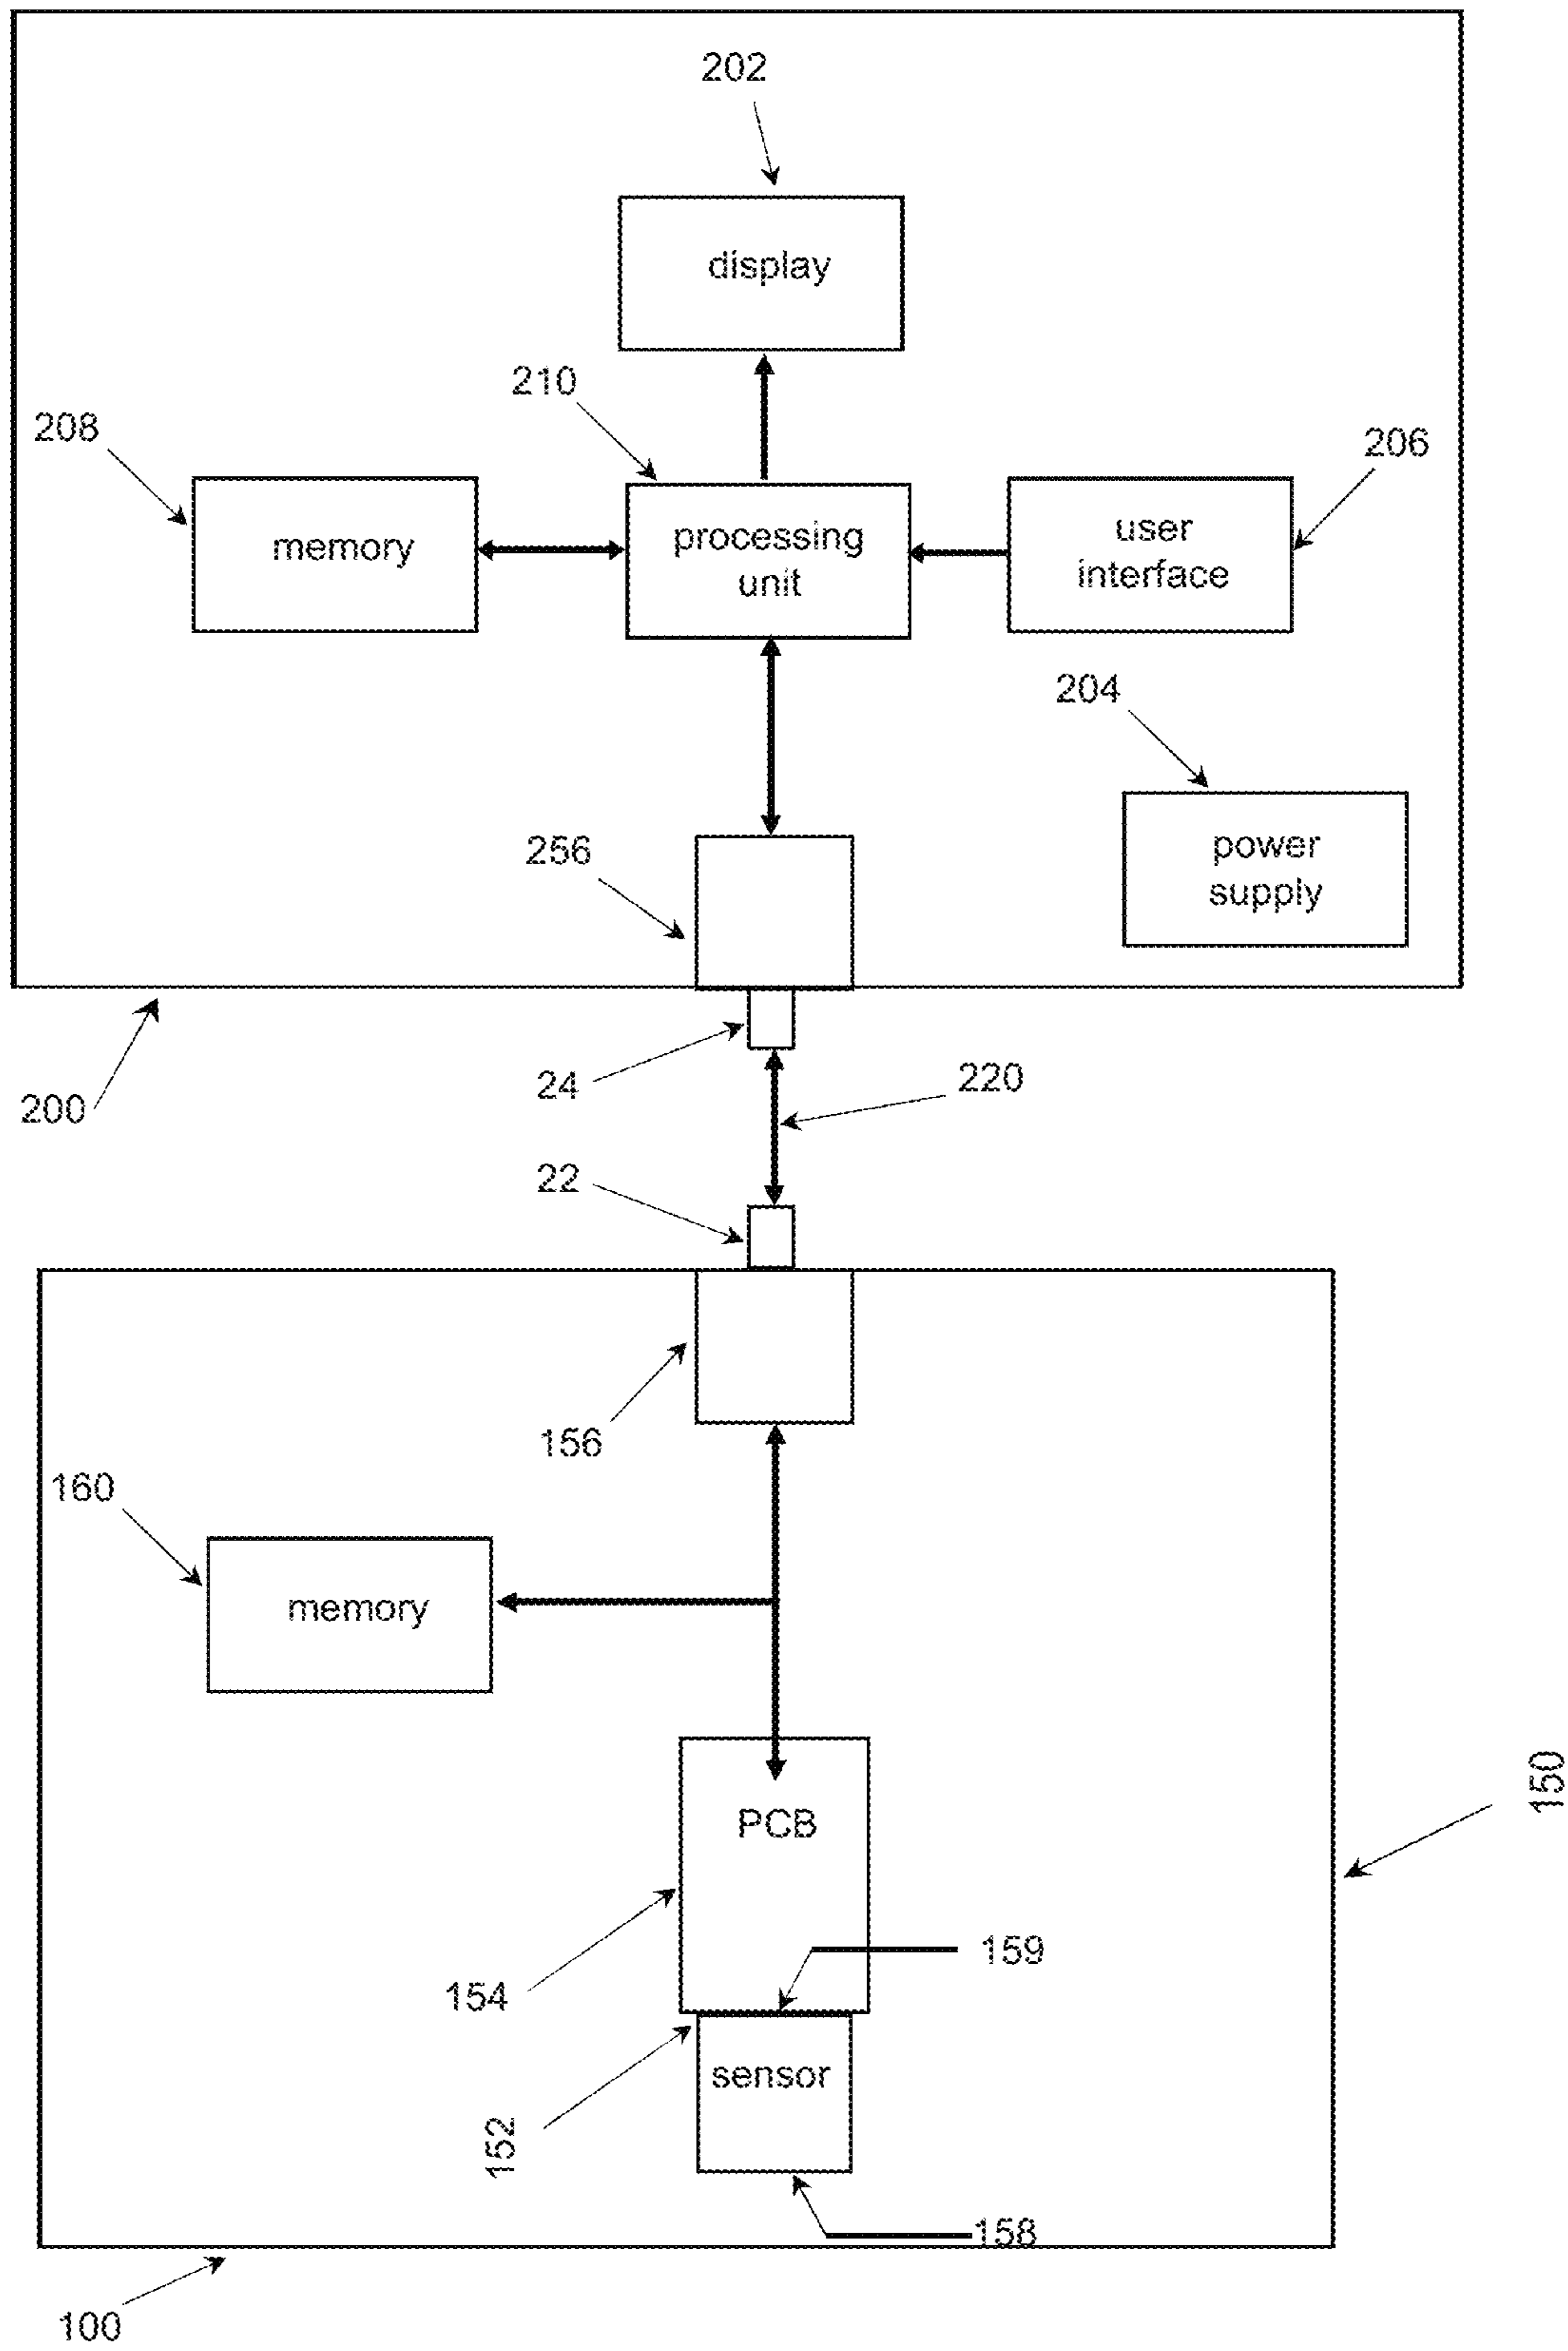 202
display
210
208
206
memory
processing
unit
user
interface
204
256
power
supply
24
220
200
22
156
160
memory
150
PCB
159
154
sensor
152
158
100